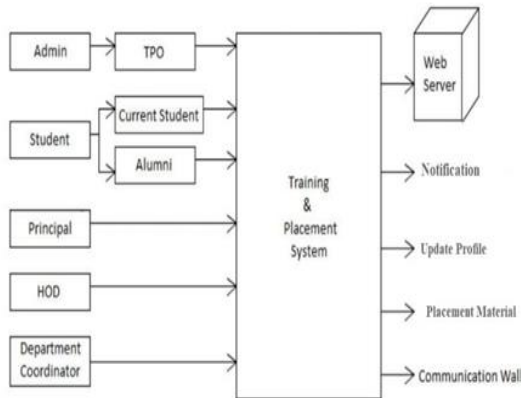 Admin
TPO
Student
Current Student
Alumni
Principal
HOD
Department
Coordinator
Training
&
Placement
System
Web
Server
Notification
Update Profile
Placement Material
Communication Wall